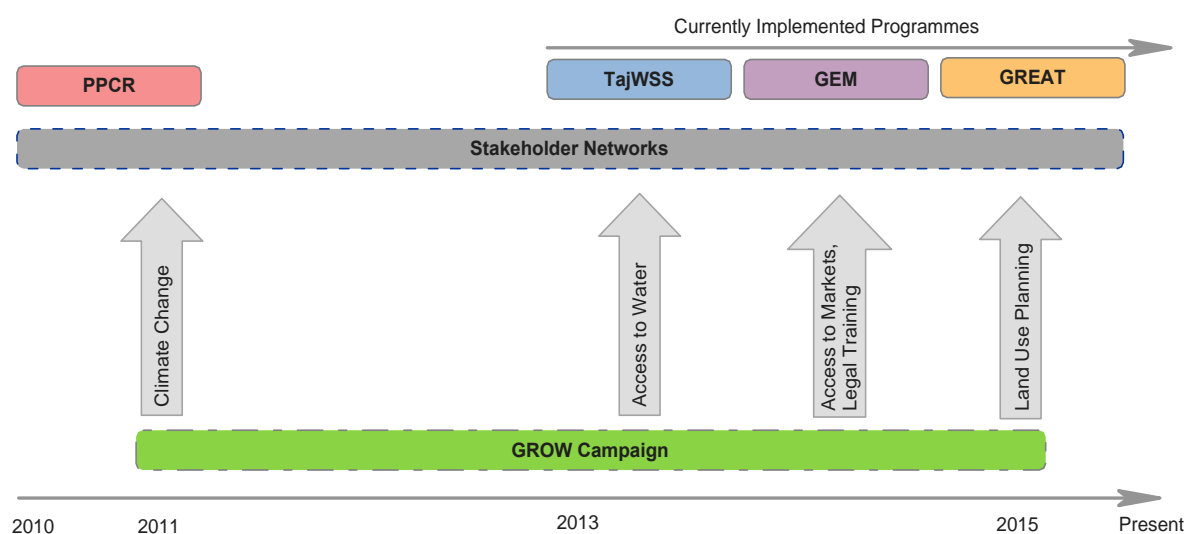 Currently Implemented Programmes
PPCR
TajWSS
GEM
GREAT
Stakeholder Networks
Climate Change
Access to Water
Access to Markets,
Legal Training
Land Use Planning
GROW Campaign
2010
2011
2013
2015
Present